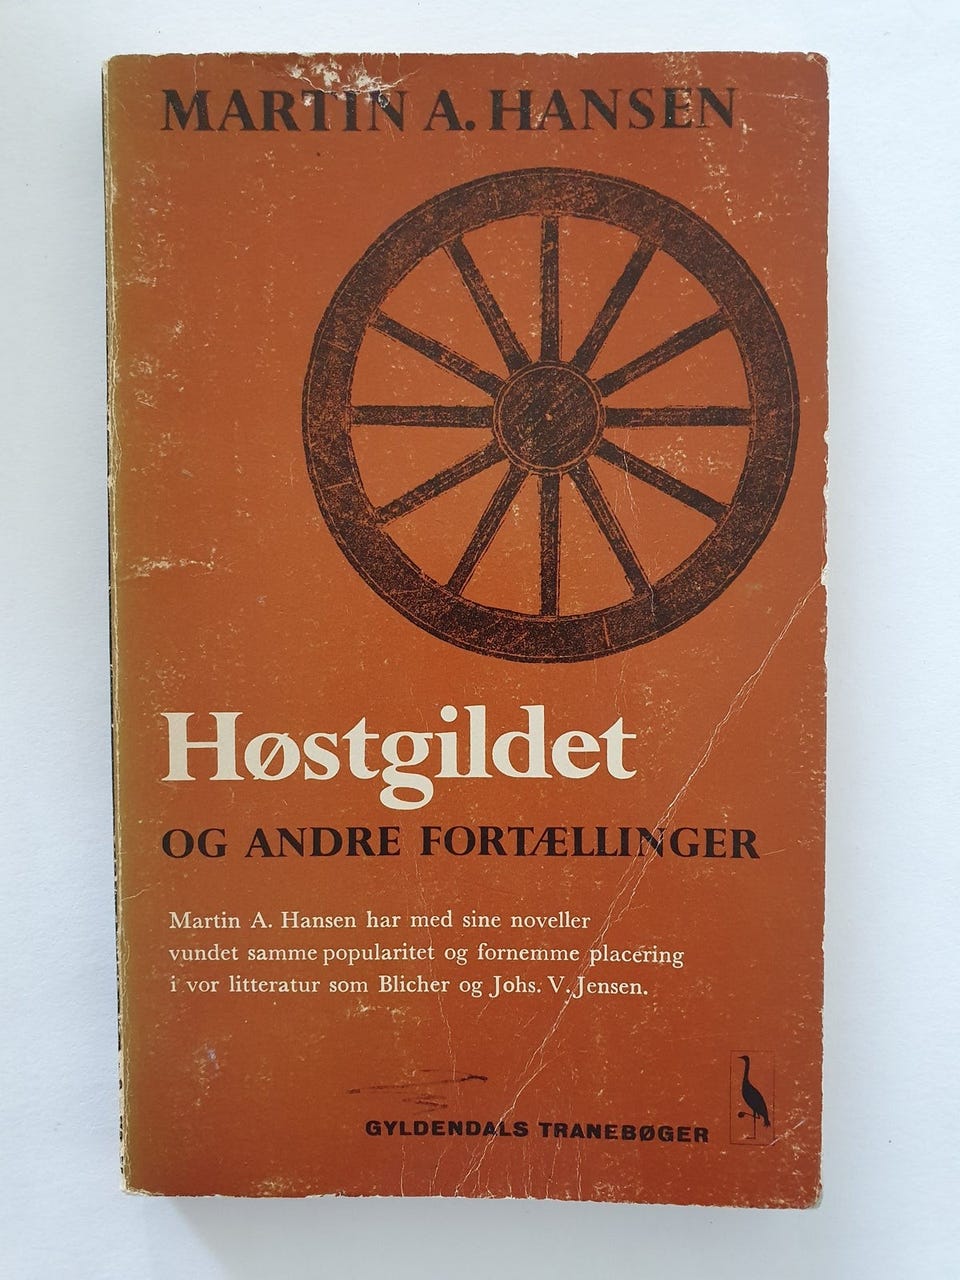 MARTIN A. HANSEN
Høstgildet
OG ANDRE FORTÆLLINGER
Martin A. Hansen har med sine noveller
vundet samme popularitet og fornemme placering
i vor litteratur som Blicher og Johs. V. Jensen.
GYLDENDALS TRANEBØGER